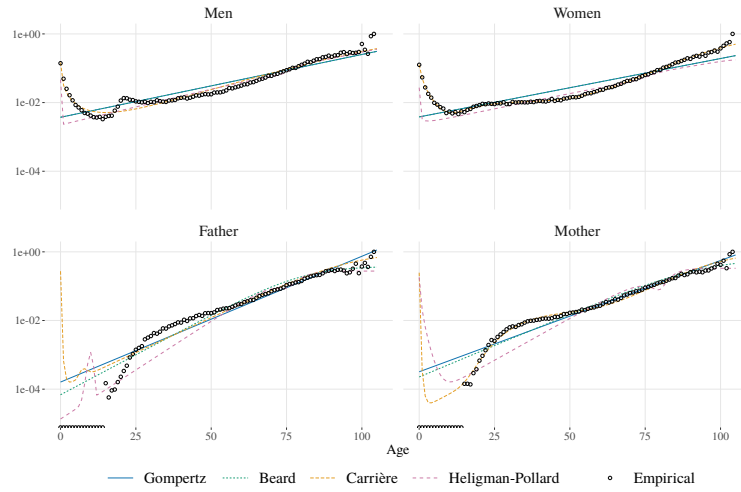 Men
Women
1e+00
1e−02
1e−04
Father
Mother
1e+00
1e−02
1e−04
0 25 50 75 100 0 25 50 75 100
Age
Gompertz Beard Carrière Heligman-Pollard Empirical